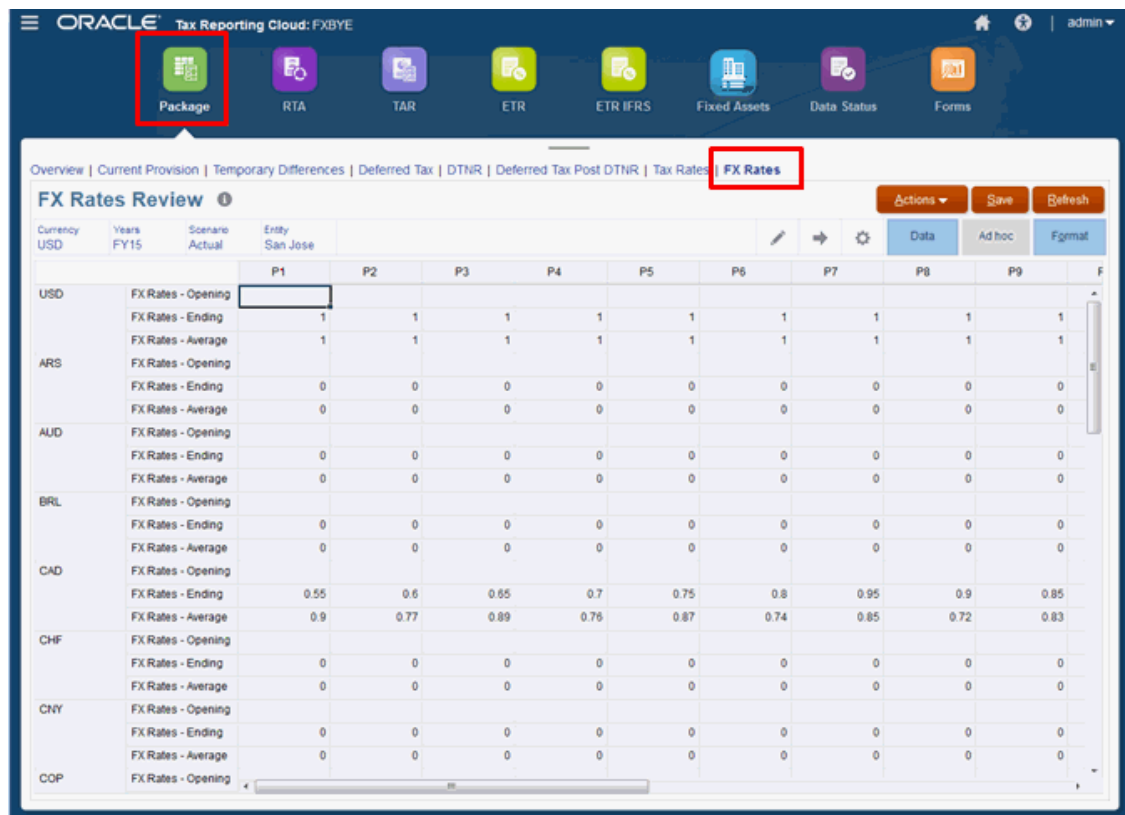 ORACLE Tax Reporting Cloud: FXBYE admin
Package RTA TAR ETR ETR IFRS Fixed Assets Data Status Forms
Overview | Current Provision | Temporary Differences | Deferred Tax | DTNR | Deferred Tax Post DTNR | Tax Rates | FX Rates
FX Rates Review Actions Save Refresh
Currency Years Scenario Entity
USD FY15 Actual San Jose Data Ad hoc Format
P1 P2 P3 P4 P5 P6 P7 P8 P9
USD FX Rates - Opening
FX Rates - Ending 1 1 1 1 1 1 1 1 1
FX Rates - Average 1 1 1 1 1 1 1 1 1
ARS FX Rates - Opening
FX Rates - Ending 0 0 0 0 0 0 0 0 0
FX Rates - Average 0 0 0 0 0 0 0 0 0
AUD FX Rates - Opening
FX Rates - Ending 0 0 0 0 0 0 0 0 0
FX Rates - Average 0 0 0 0 0 0 0 0 0
BRL FX Rates - Opening
FX Rates - Ending 0 0 0 0 0 0 0 0 0
FX Rates - Average 0 0 0 0 0 0 0 0 0
CAD FX Rates - Opening
FX Rates - Ending 0.55 0.6 0.65 0.7 0.75 0.8 0.95 0.9 0.85
FX Rates - Average 0.9 0.77 0.89 0.76 0.87 0.74 0.85 0.72 0.83
CHF FX Rates - Opening
FX Rates - Ending 0 0 0 0 0 0 0 0 0
FX Rates - Average 0 0 0 0 0 0 0 0 0
CNY FX Rates - Opening
FX Rates - Ending 0 0 0 0 0 0 0 0 0
FX Rates - Average 0 0 0 0 0 0 0 0 0
COP FX Rates - Opening